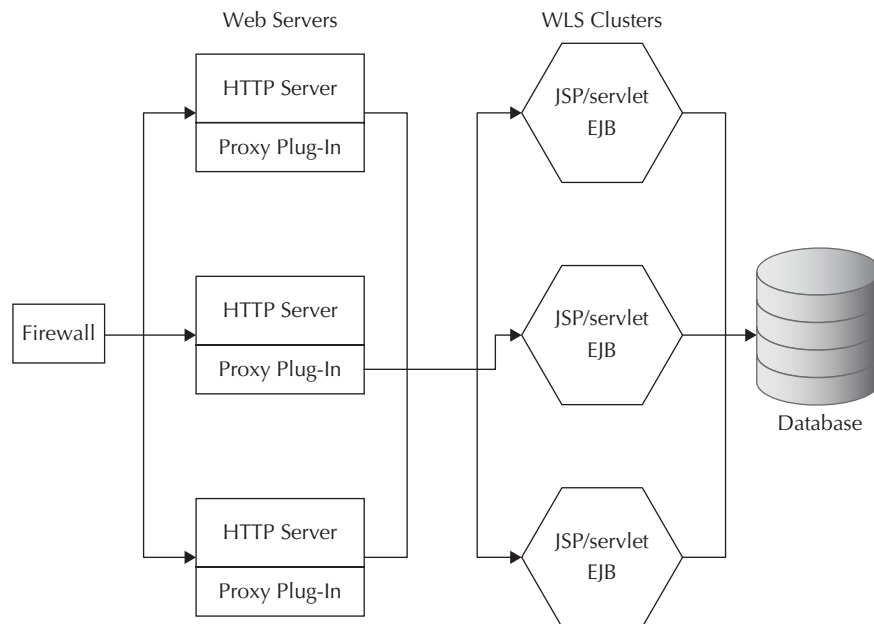 Web Servers
WLS Clusters
HTTP Server
Proxy Plug-In
JSP/servlet
EJB
Firewall
HTTP Server
Proxy Plug-In
JSP/servlet
EJB
Database
HTTP Server
Proxy Plug-In
JSP/servlet
EJB